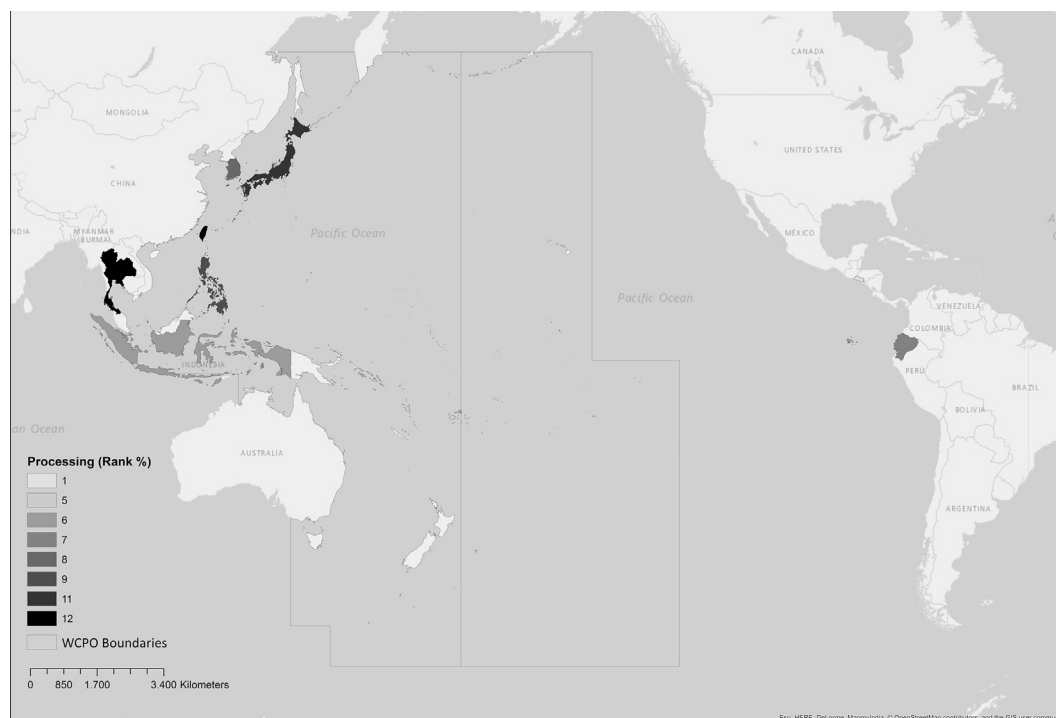 CANADA
MONGOLIA
UNITED STATES
CHINA
MYANMAR
(BURMA)
NDIA
Pacific Ocean
MÉXICO
Pacific Ocean
VENEZUELA
COLOMBIA
INDONESIA
PERÚ
BRAZIL
BOLIVIA
an Ocean
AUSTRALIA
ARGENTINA
Processing (Rank %)
1
5
6
7
8
9
11
12
WCPO Boundaries
0 850 1.700 3.400 Kilometers